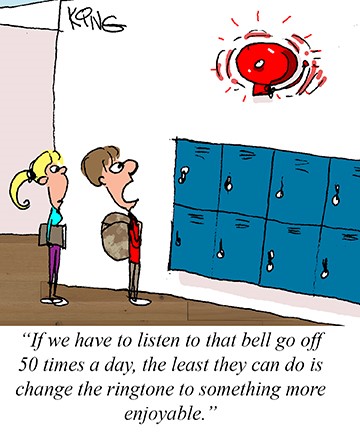 KiNG
“If we have to listen to that bell go off
50 times a day, the least they can do is
change the ringtone to something more
enjoyable.”